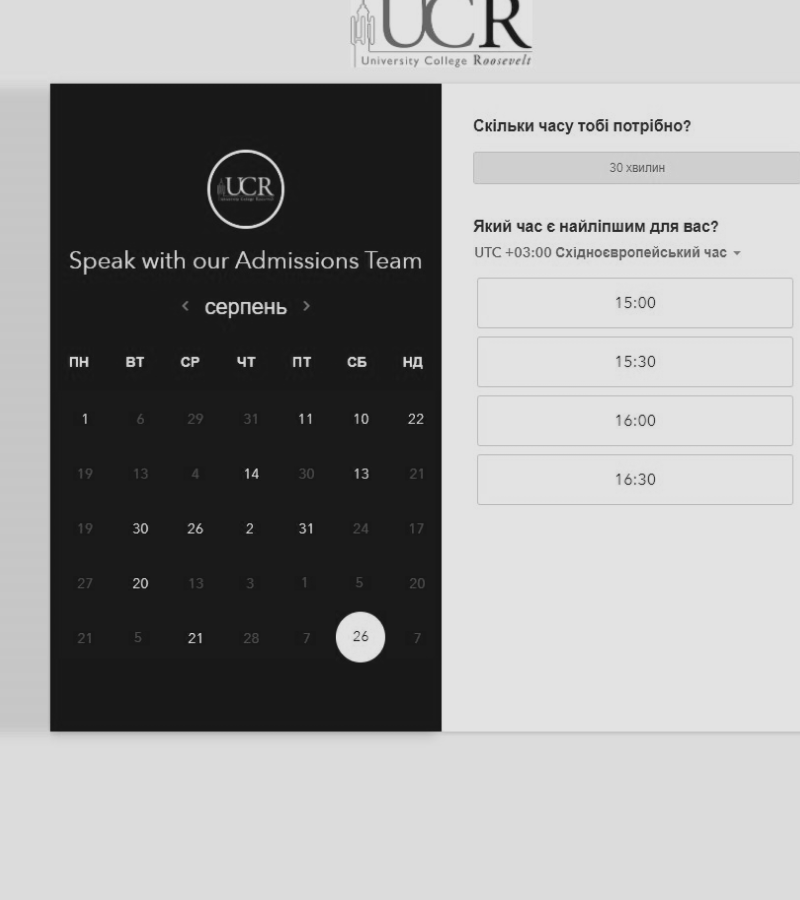 UCR
University College Roosevelt
UCR
Speak with our Admissions Team
< серпень >
ПН ВТ СР ЧТ ПТ СБ НД
1 6 29 31 11 10 22
19 13 4 14 30 13 21
19 30 26 2 31 24 17
27 20 13 3 1 5 20
21 5 21 28 7 26 7
Скільки часу тобі потрібно?
30 хвилин
Який час є найліпшим для вас?
UTC +03:00 Східноєвропейський час
15:00
15:30
16:00
16:30